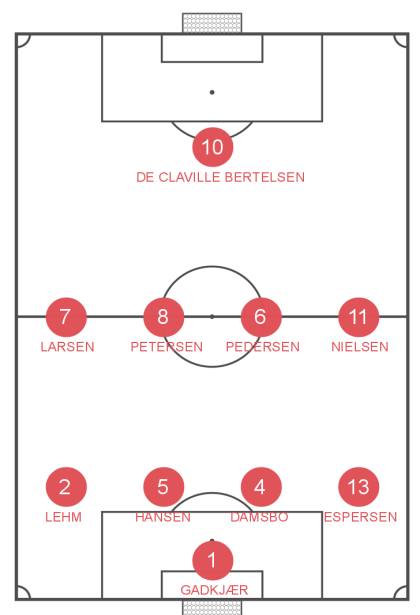 10
DE CLAVILLE BERTELSEN
7 8 6 11
LARSEN PETERSEN PEDERSEN NIELSEN
2 5 4 13
LEHM HANSEN DAMSBO ESPERSEN
1
GADKJÆR